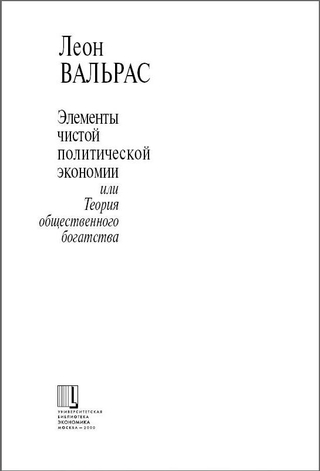 Леон
ВАЛЬРАС
Элементы
чистой
политической
экономии
или
Теория
общественного
богатства
УНИВЕРСИТЕТСКАЯ
БИБЛИОТЕКА
ЭКОНОМИКА
МОСКВА — 2000